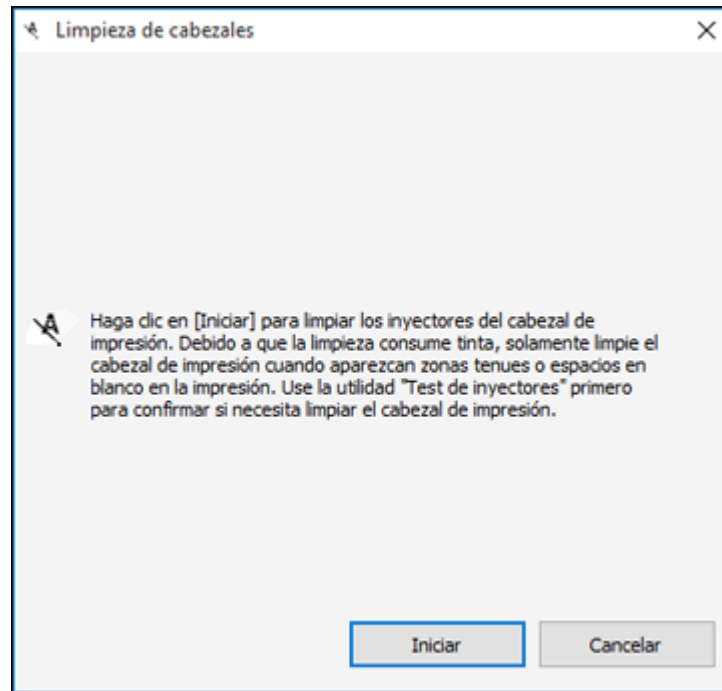 Limpieza de cabezales
Haga clic en [Iniciar] para limpiar los inyectores del cabezal de
impresión. Debido a que la limpieza consume tinta, solamente limpie el
cabezal de impresión cuando aparezcan zonas tenues o espacios en
blanco en la impresión. Use la utilidad "Test de inyectores" primero
para confirmar si necesita limpiar el cabezal de impresión.
Iniciar
Cancelar